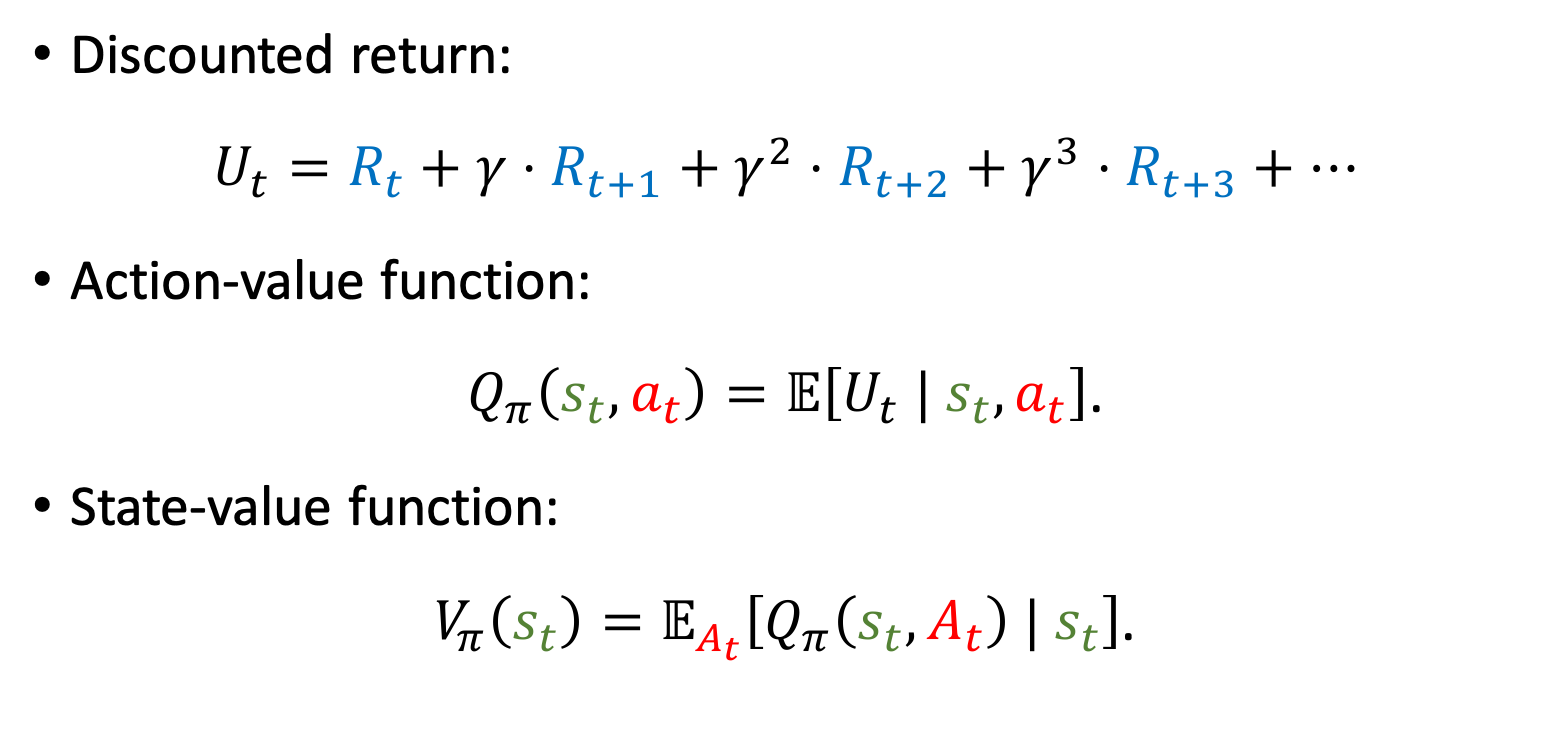 • Discounted return:
U_t = R_t + γ · R_{t+1} + γ^2 · R_{t+2} + γ^3 · R_{t+3} + ⋯
• Action-value function:
Q_π(s_t, a_t) = 𝔼[U_t | s_t, a_t].
• State-value function:
V_π(s_t) = 𝔼_{A_t}[Q_π(s_t, A_t) | s_t].